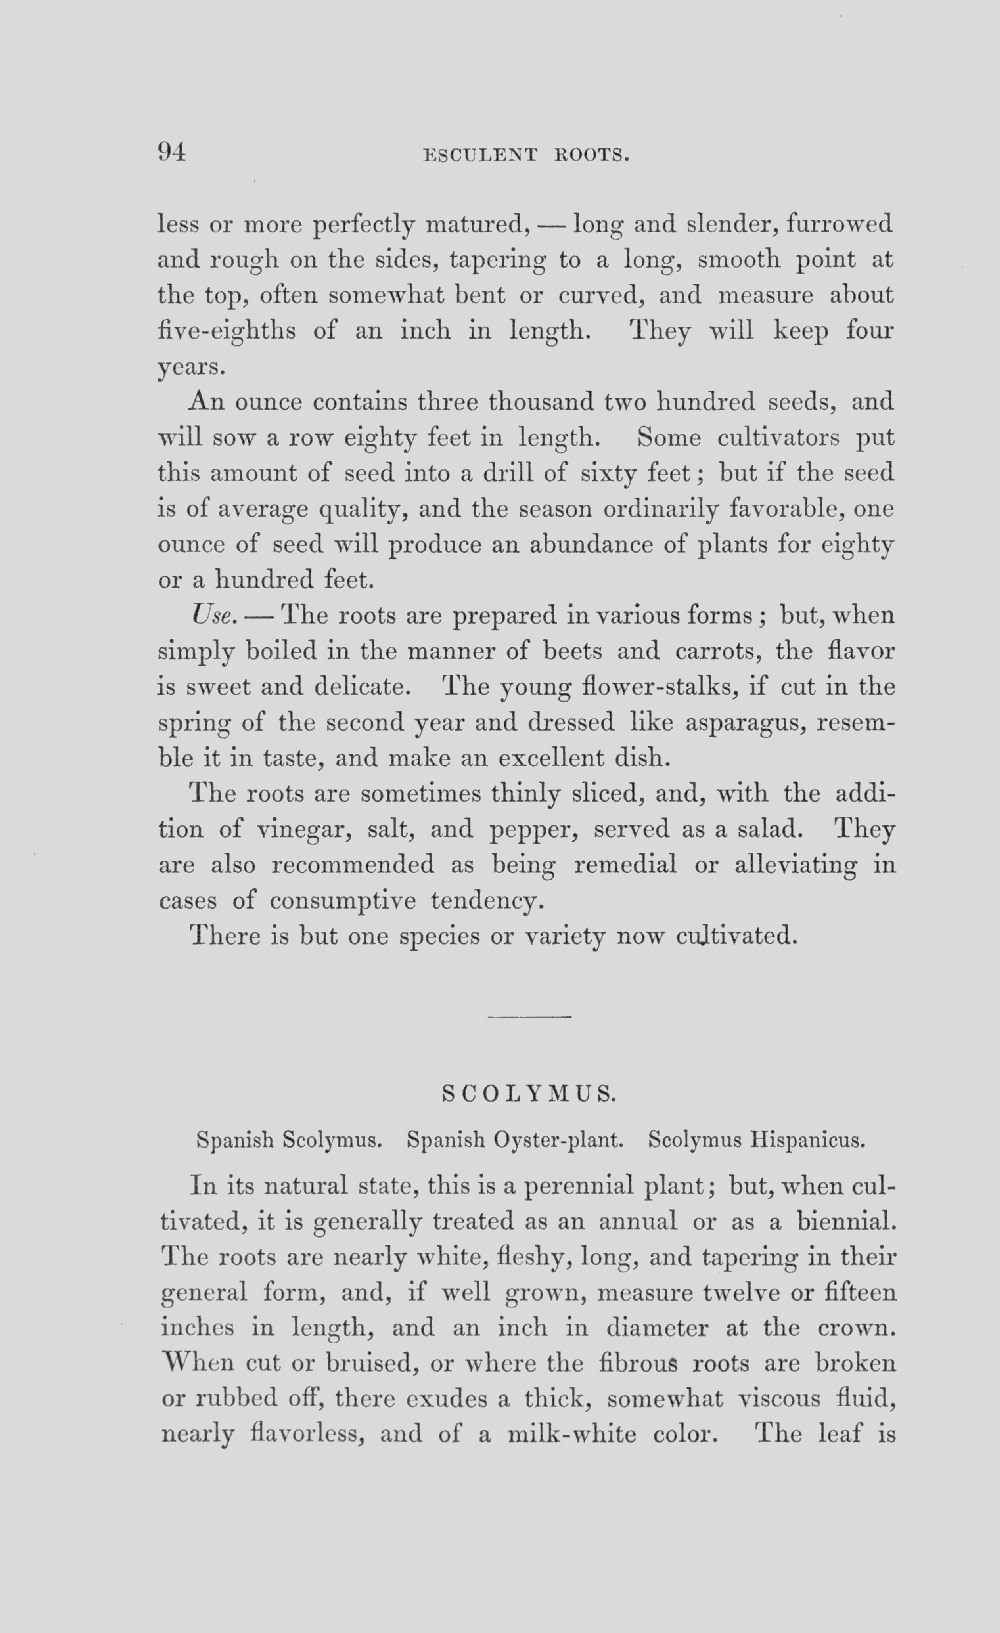 94
ESCULENT ROOTS.
less or more perfectly matured, — long and slender, furrowed
and rough on the sides, tapering to a long, smooth point at
the top, often somewhat bent or curved, and measure about
five-eighths of an inch in length. They will keep four
years.
An ounce contains three thousand two hundred seeds, and
will sow a row eighty feet in length. Some cultivators put
this amount of seed into a drill of sixty feet; but if the seed
is of average quality, and the season ordinarily favorable, one
ounce of seed will produce an abundance of plants for eighty
or a hundred feet.
Use. — The roots are prepared in various forms; but, when
simply boiled in the manner of beets and carrots, the flavor
is sweet and delicate. The young flower-stalks, if cut in the
spring of the second year and dressed like asparagus, resem-
ble it in taste, and make an excellent dish.
The roots are sometimes thinly sliced, and, with the addi-
tion of vinegar, salt, and pepper, served as a salad. They
are also recommended as being remedial or alleviating in
cases of consumptive tendency.
There is but one species or variety now cultivated.
SCOLYMUS.
Spanish Scolymus. Spanish Oyster-plant. Scolymus Hispanicus.
In its natural state, this is a perennial plant; but, when cul-
tivated, it is generally treated as an annual or as a biennial.
The roots are nearly white, fleshy, long, and tapering in their
general form, and, if well grown, measure twelve or fifteen
inches in length, and an inch in diameter at the crown.
When cut or bruised, or where the fibrous roots are broken
or rubbed off, there exudes a thick, somewhat viscous fluid,
nearly flavorless, and of a milk-white color. The leaf is